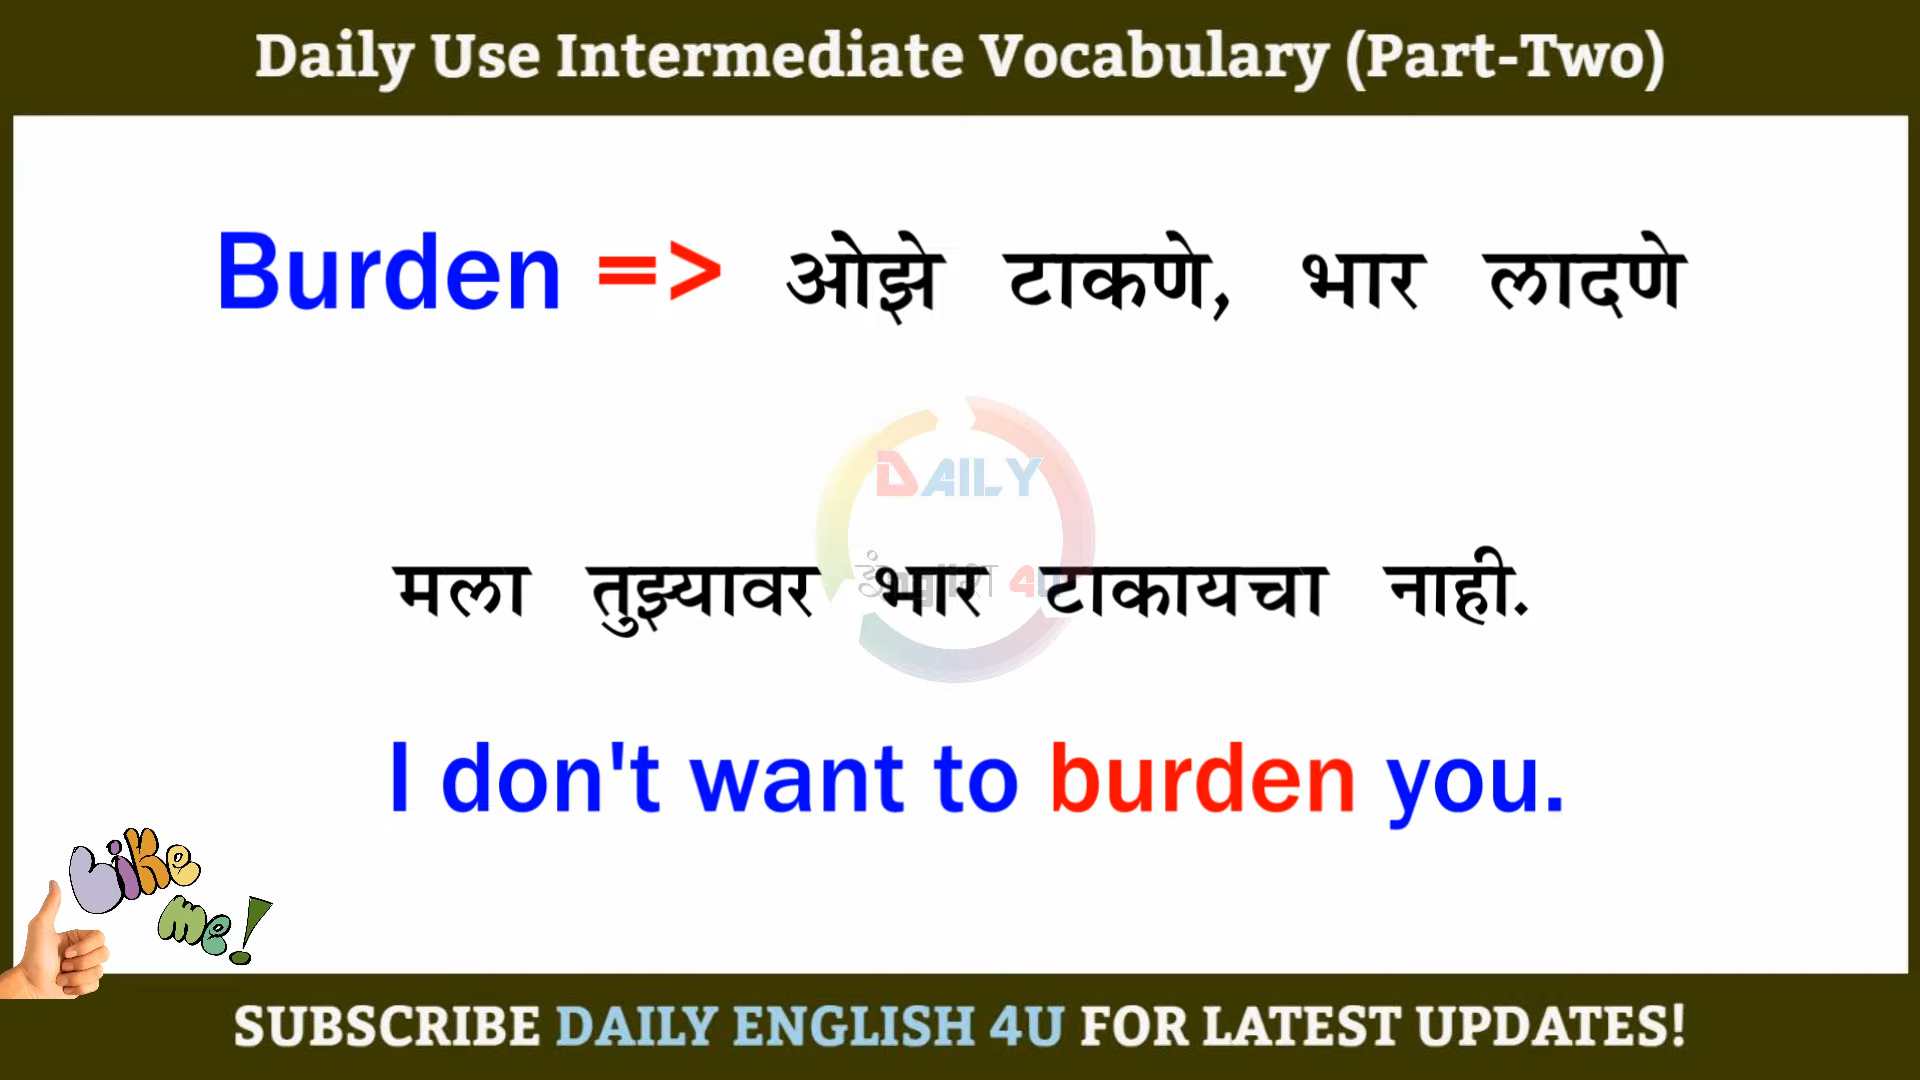 Daily Use Intermediate Vocabulary (Part-Two)
Burden => ओझे टाकणे, भार लादणे
DAILY
मला तुझ्यावर भार टाकायचा नाही.
I don't want to burden you.
Like
me!
SUBSCRIBE DAILY ENGLISH 4U FOR LATEST UPDATES!